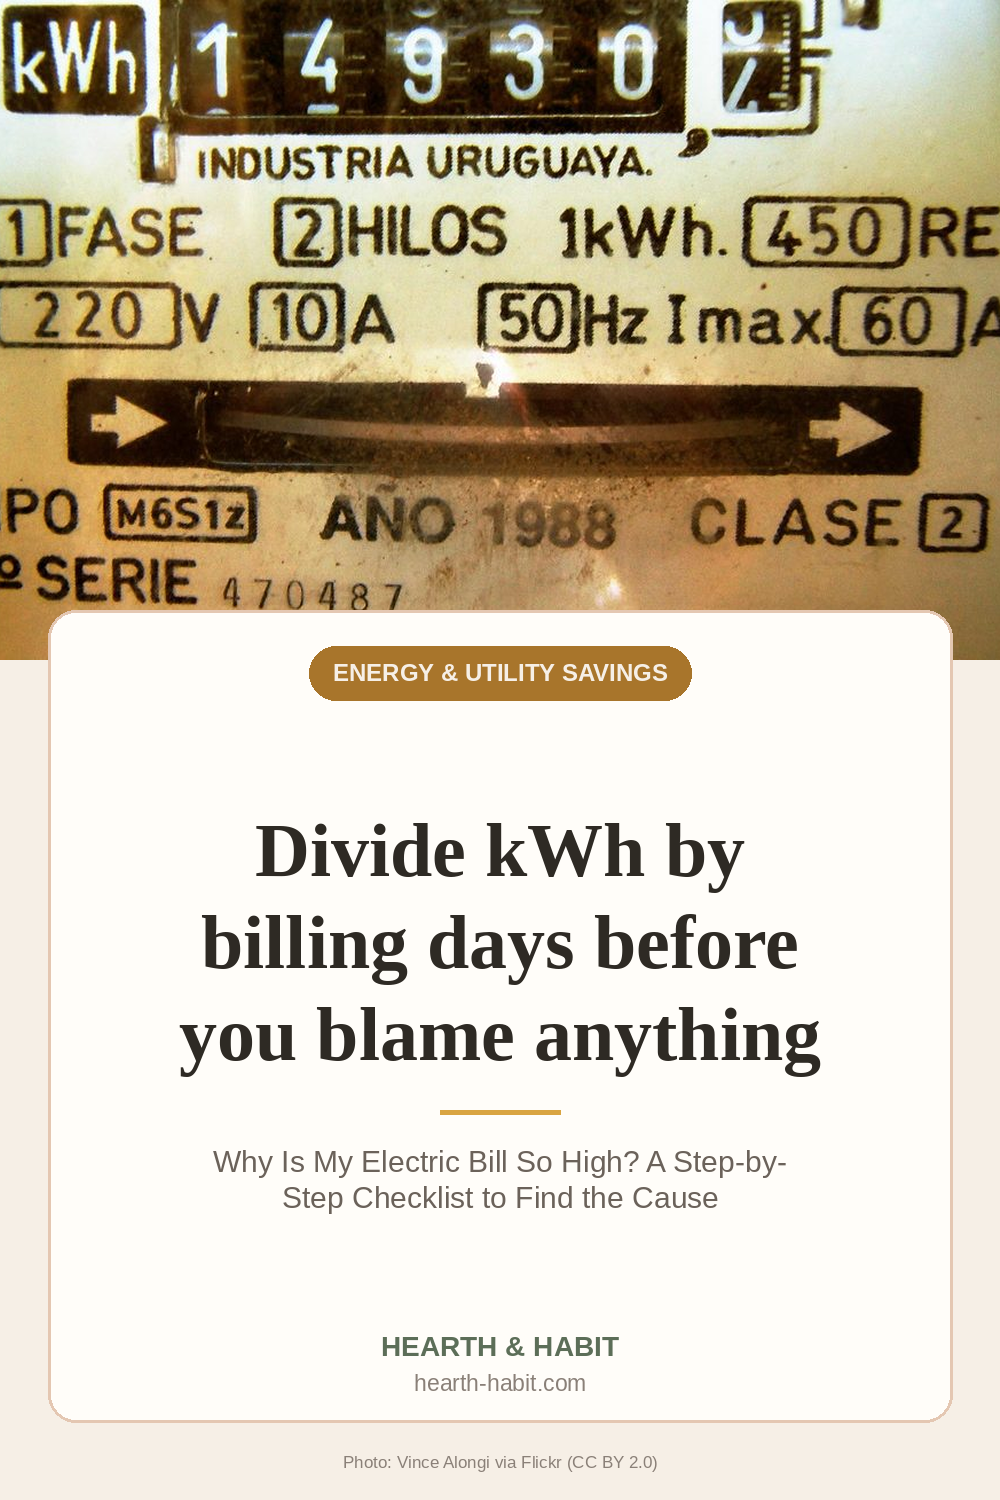 kWh 1 4 9 3 0
INDUSTRIA URUGUAYA.
1 FASE 2 HILOS 1kWh. 450 RE
220 V 10 A 50 Hz Imax. 60 A
PO M6S1z AÑO 1988 CLASE 2
º SERIE 470487
ENERGY & UTILITY SAVINGS
Divide kWh by
billing days before
you blame anything
Why Is My Electric Bill So High? A Step-by-
Step Checklist to Find the Cause
HEARTH & HABIT
hearth-habit.com
Photo: Vince Alongi via Flickr (CC BY 2.0)